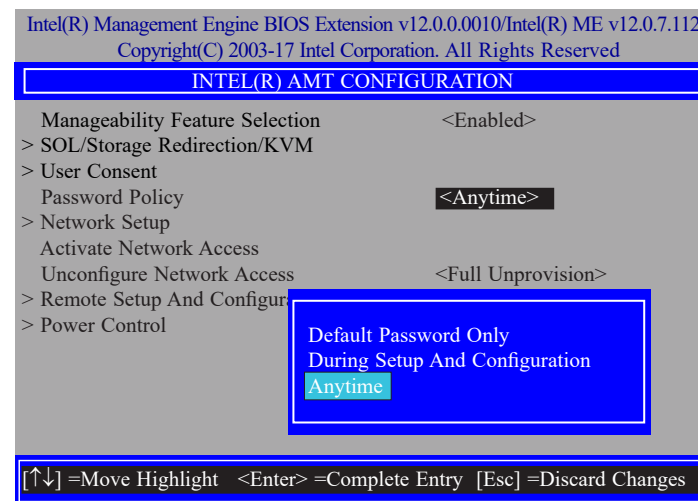 Intel(R) Management Engine BIOS Extension v12.0.0.0010/Intel(R) ME v12.0.7.112
Copyright(C) 2003-17 Intel Corporation. All Rights Reserved
INTEL(R) AMT CONFIGURATION
Manageability Feature Selection <Enabled>
> SOL/Storage Redirection/KVM
> User Consent
Password Policy <Anytime>
> Network Setup
Activate Network Access
Unconfigure Network Access <Full Unprovision>
> Remote Setup And Configura
> Power Control
Default Password Only
During Setup And Configuration
Anytime
[↑↓] =Move Highlight <Enter> =Complete Entry [Esc] =Discard Changes